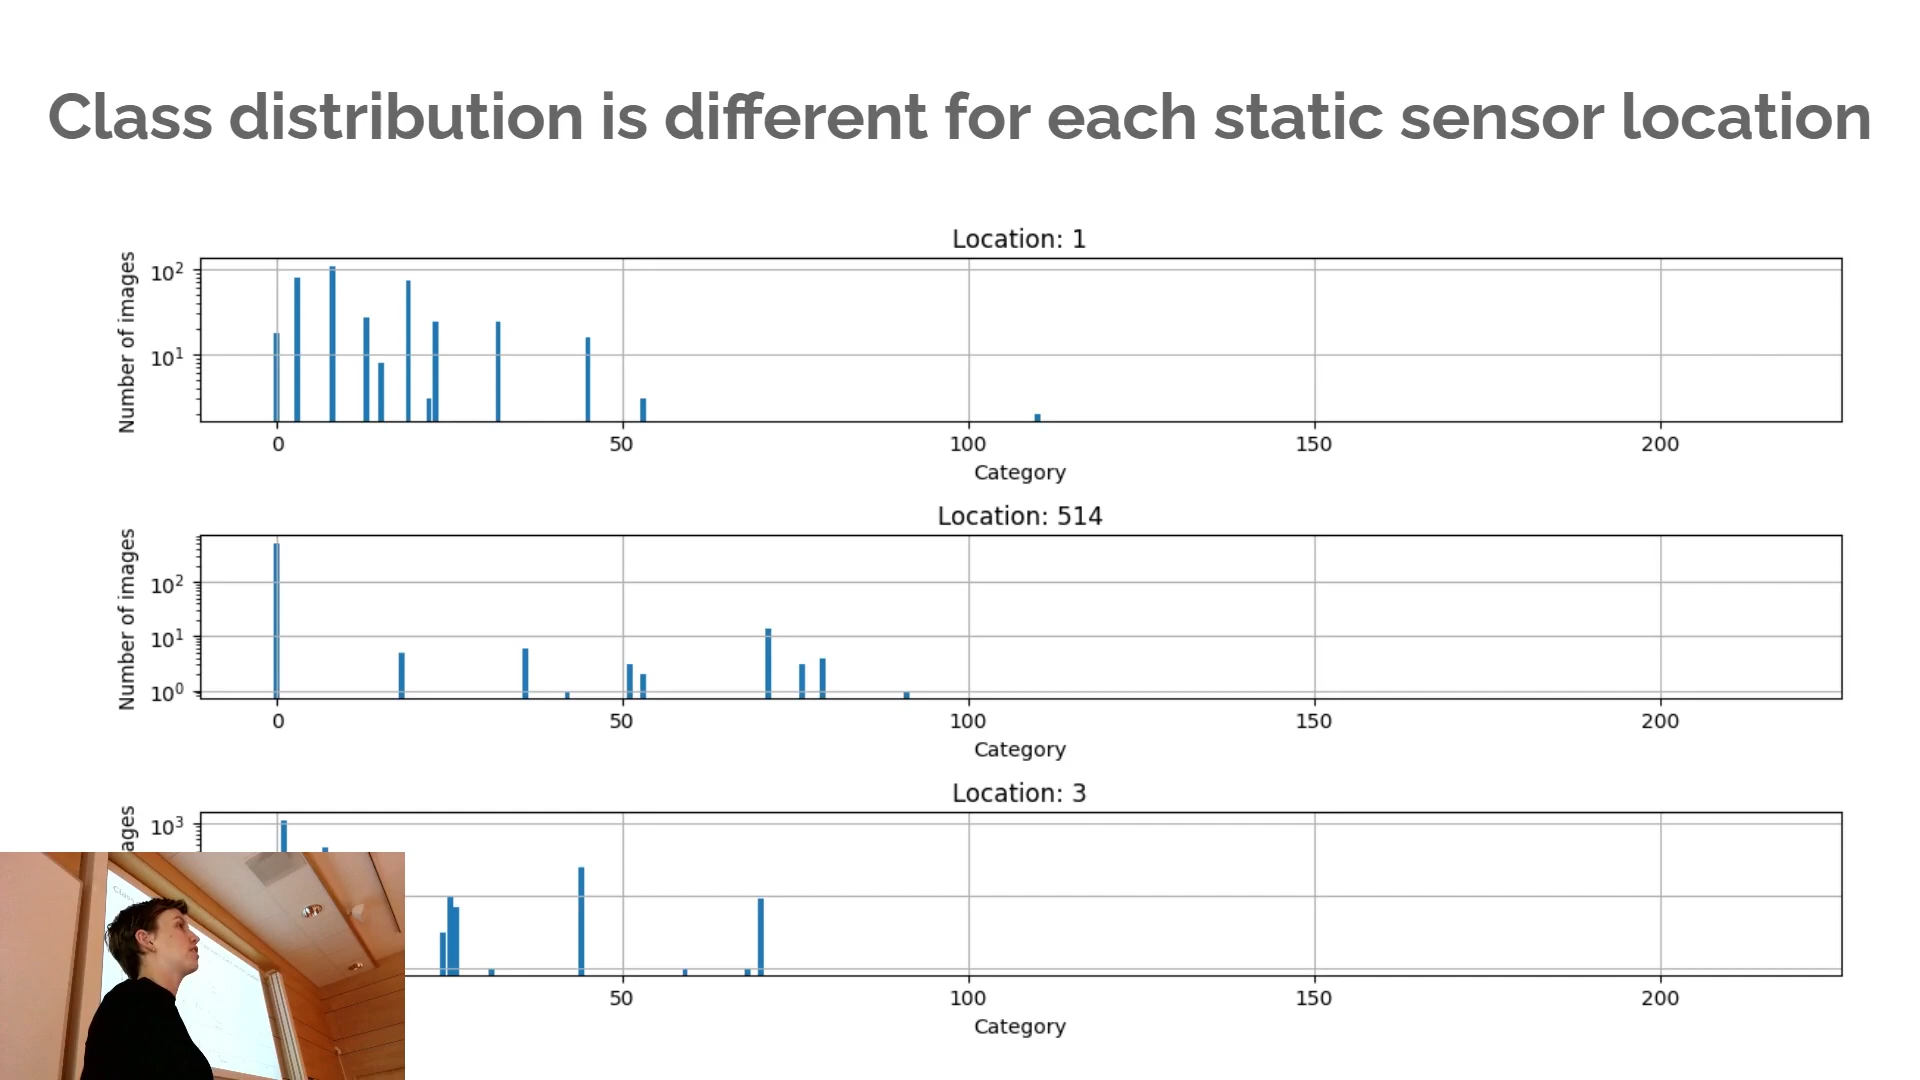 Class distribution is different for each static sensor location
Location: 1
Number of images
10²
10¹
0 50 100 150 200
Category
Location: 514
Number of images
10²
10¹
10⁰
0 50 100 150 200
Category
Location: 3
ages
10³
50 100 150 200
Category